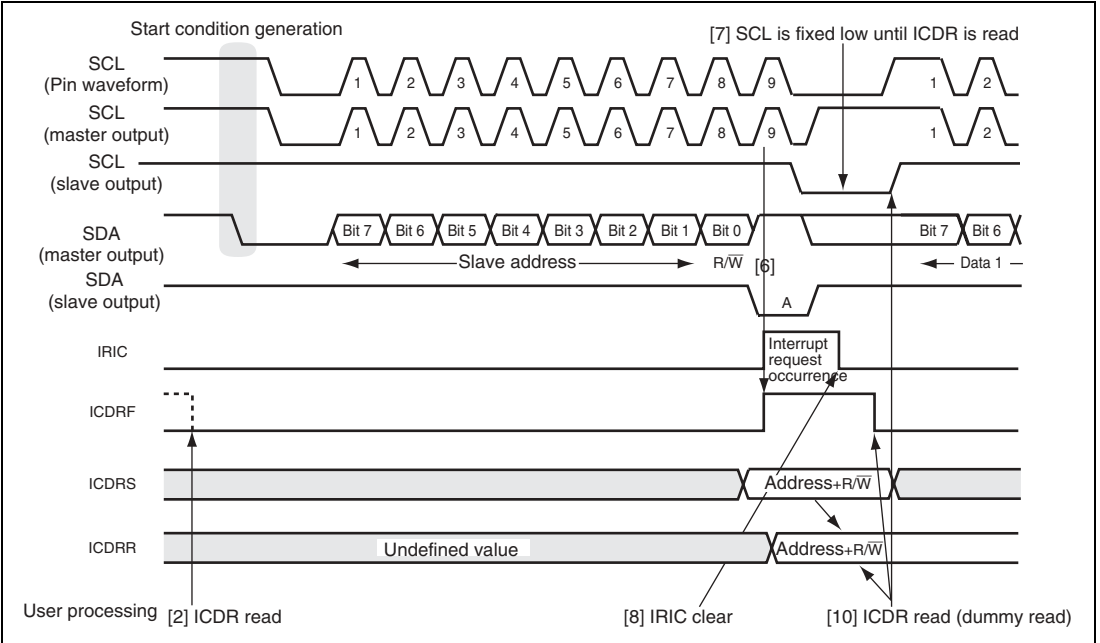 Start condition generation
[7] SCL is fixed low until ICDR is read
SCL
(Pin waveform)
1 2 3 4 5 6 7 8 9 1 2
SCL
(master output)
1 2 3 4 5 6 7 8 9 1 2
SCL
(slave output)
SDA
(master output)
Bit 7 Bit 6 Bit 5 Bit 4 Bit 3 Bit 2 Bit 1 Bit 0 Bit 7 Bit 6
Slave address R/W̅ [6] Data 1
SDA
(slave output)
A
IRIC
Interrupt
request
occurrence
ICDRF
ICDRS
Address+R/W̅
ICDRR
Undefined value
Address+R/W̅
User processing [2] ICDR read [8] IRIC clear [10] ICDR read (dummy read)